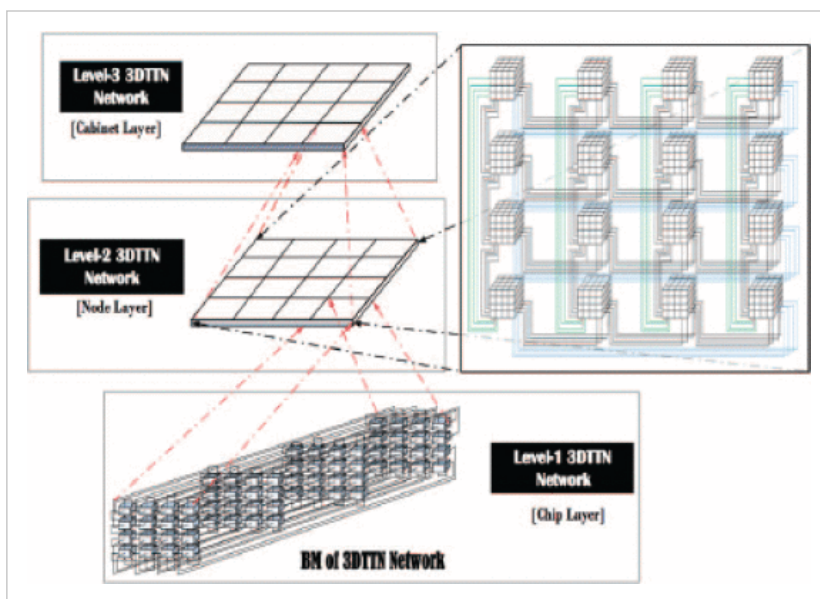 Level-3 3DTTN
Network
[Cabinet Layer]
Level-2 3DTTN
Network
[Node Layer]
Level-1 3DTTN
Network
[Chip Layer]
BM of 3DTTN Network